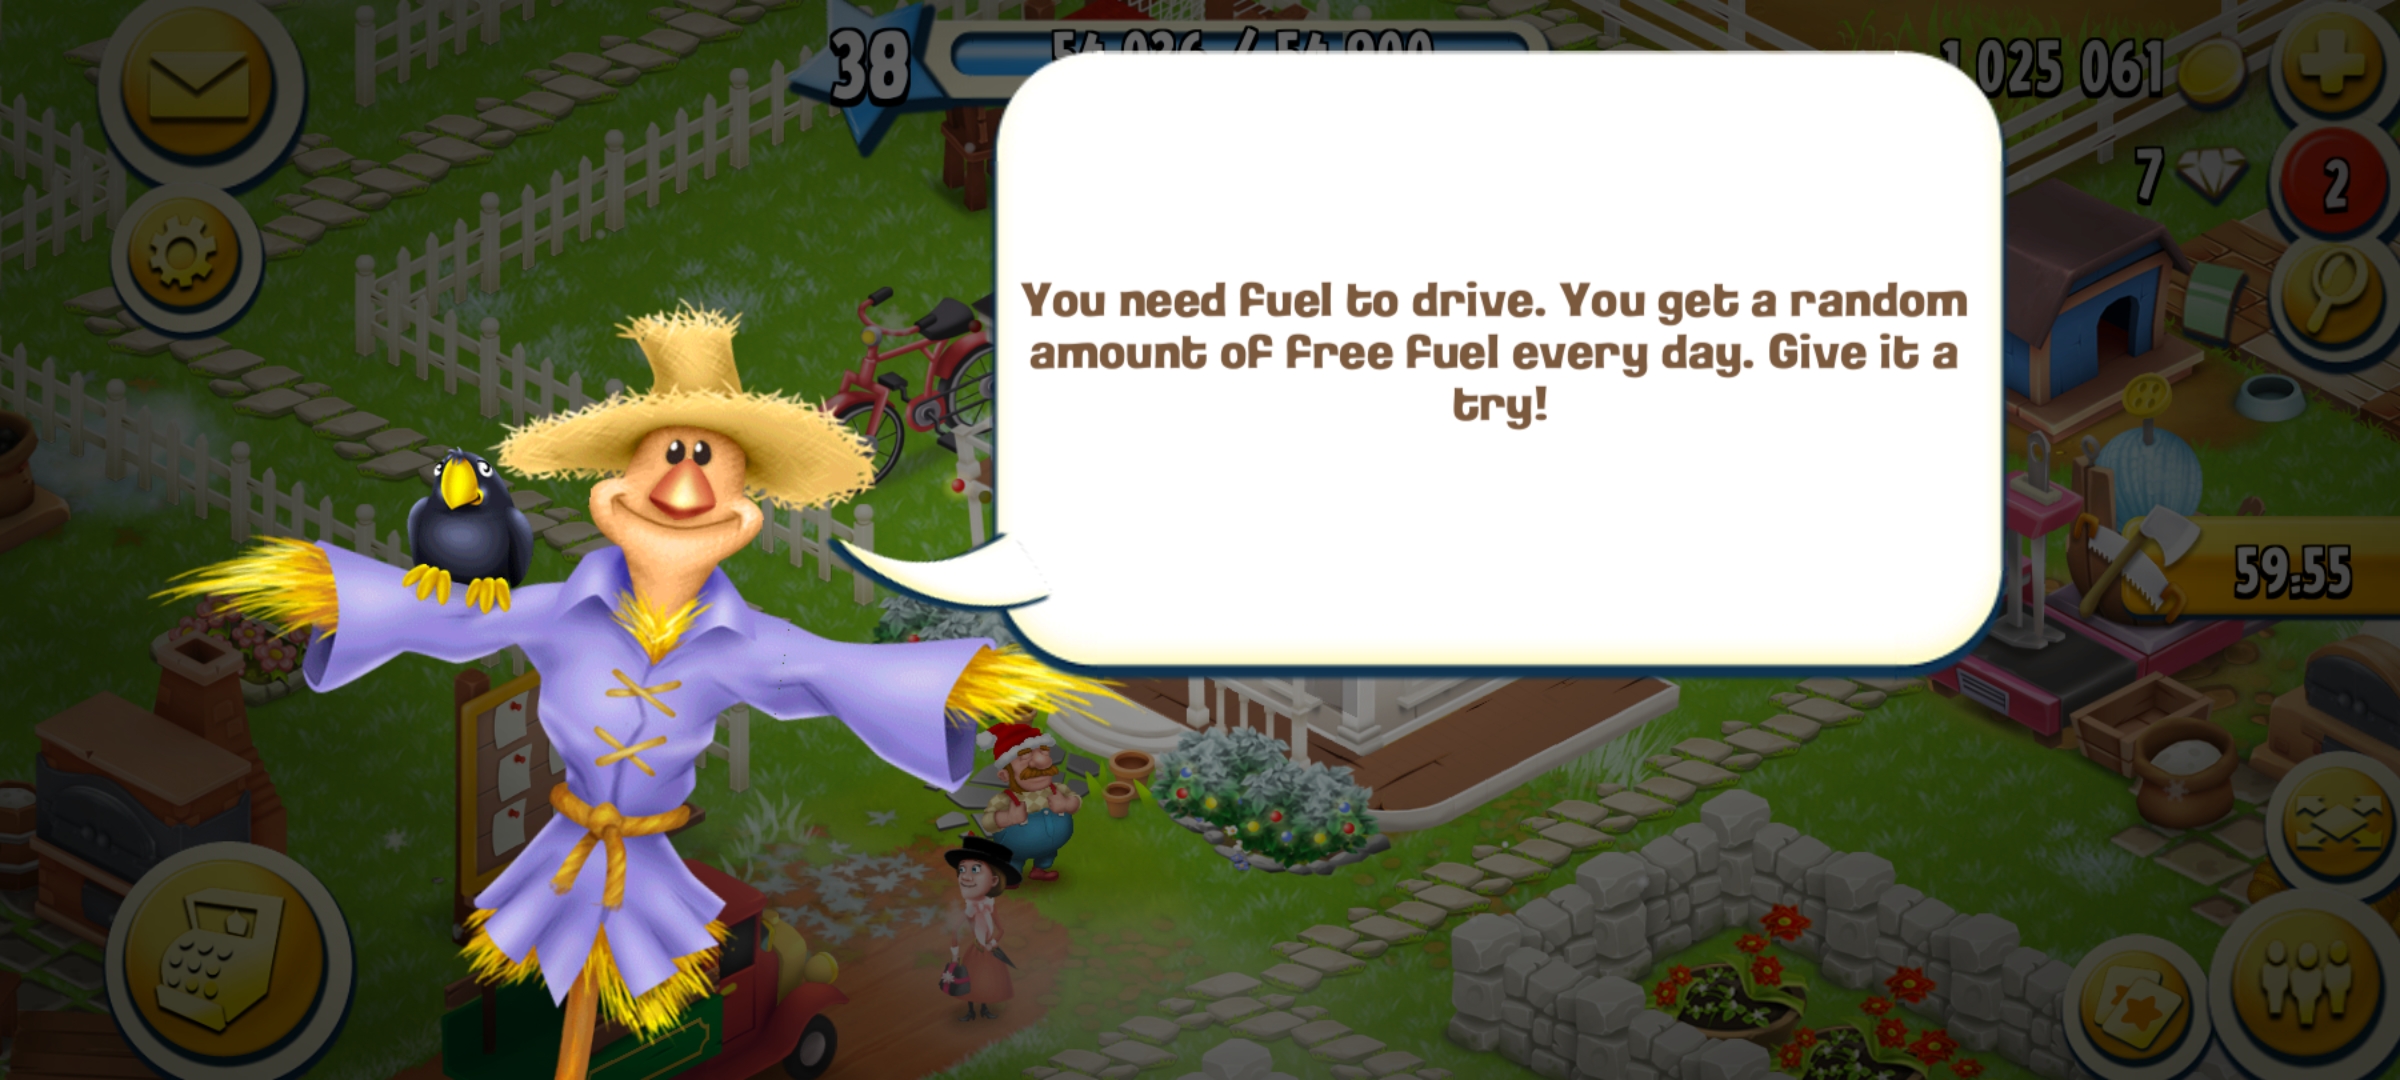 38
1 025 061
7
2
You need fuel to drive. You get a random
amount of free fuel every day. Give it a
try!
59:55